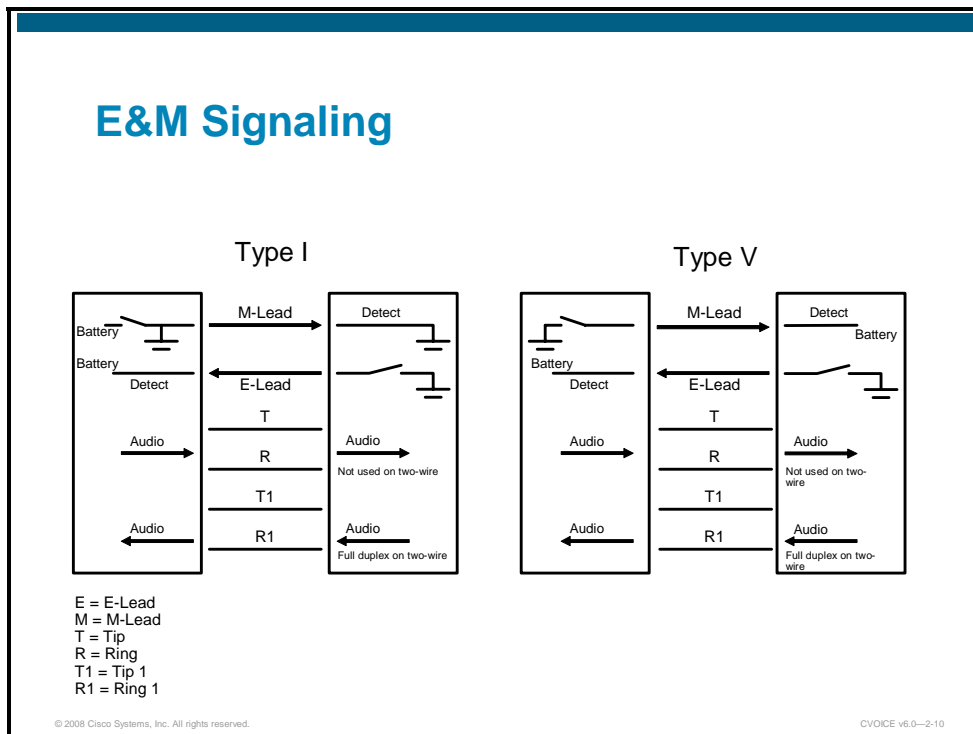 E&M Signaling
Type I
Battery
Battery
Detect
Audio
Audio
M-Lead
E-Lead
T
R
T1
R1
Detect
Audio
Not used on two-wire
Audio
Full duplex on two-wire
Type V
Battery
Detect
Audio
Audio
M-Lead
E-Lead
T
R
T1
R1
Detect
Battery
Audio
Not used on two-
wire
Audio
Full duplex on two-
wire
E = E-Lead
M = M-Lead
T = Tip
R = Ring
T1 = Tip 1
R1 = Ring 1
© 2008 Cisco Systems, Inc. All rights reserved.
CVOICE v6.0—2-10